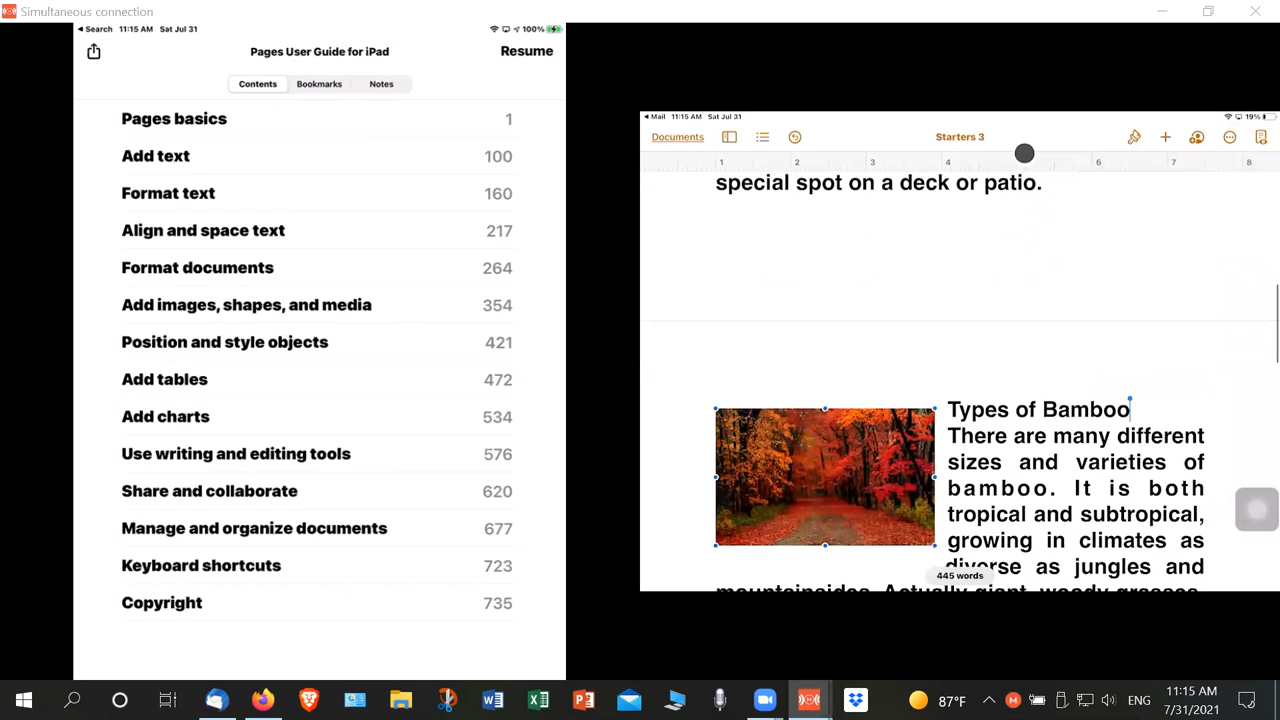 Simultaneous connection
Search 11:15 AM Sat Jul 31
100%
Pages User Guide for iPad
Resume
Contents
Bookmarks
Notes
Pages basics 1
Add text 100
Format text 160
Align and space text 217
Format documents 264
Add images, shapes, and media 354
Position and style objects 421
Add tables 472
Add charts 534
Use writing and editing tools 576
Share and collaborate 620
Manage and organize documents 677
Keyboard shortcuts 723
Copyright 735
Mail 11:15 AM Sat Jul 31
19%
Documents
Starters 3
1 2 3 4 6 7 8
special spot on a deck or patio.
Types of Bamboo
There are many different
sizes and varieties of
bamboo. It is both
tropical and subtropical,
growing in climates as
diverse as jungles and
mountainsides. Actually giant, woody grasses,
445 words
87°F
ENG
11:15 AM
7/31/2021